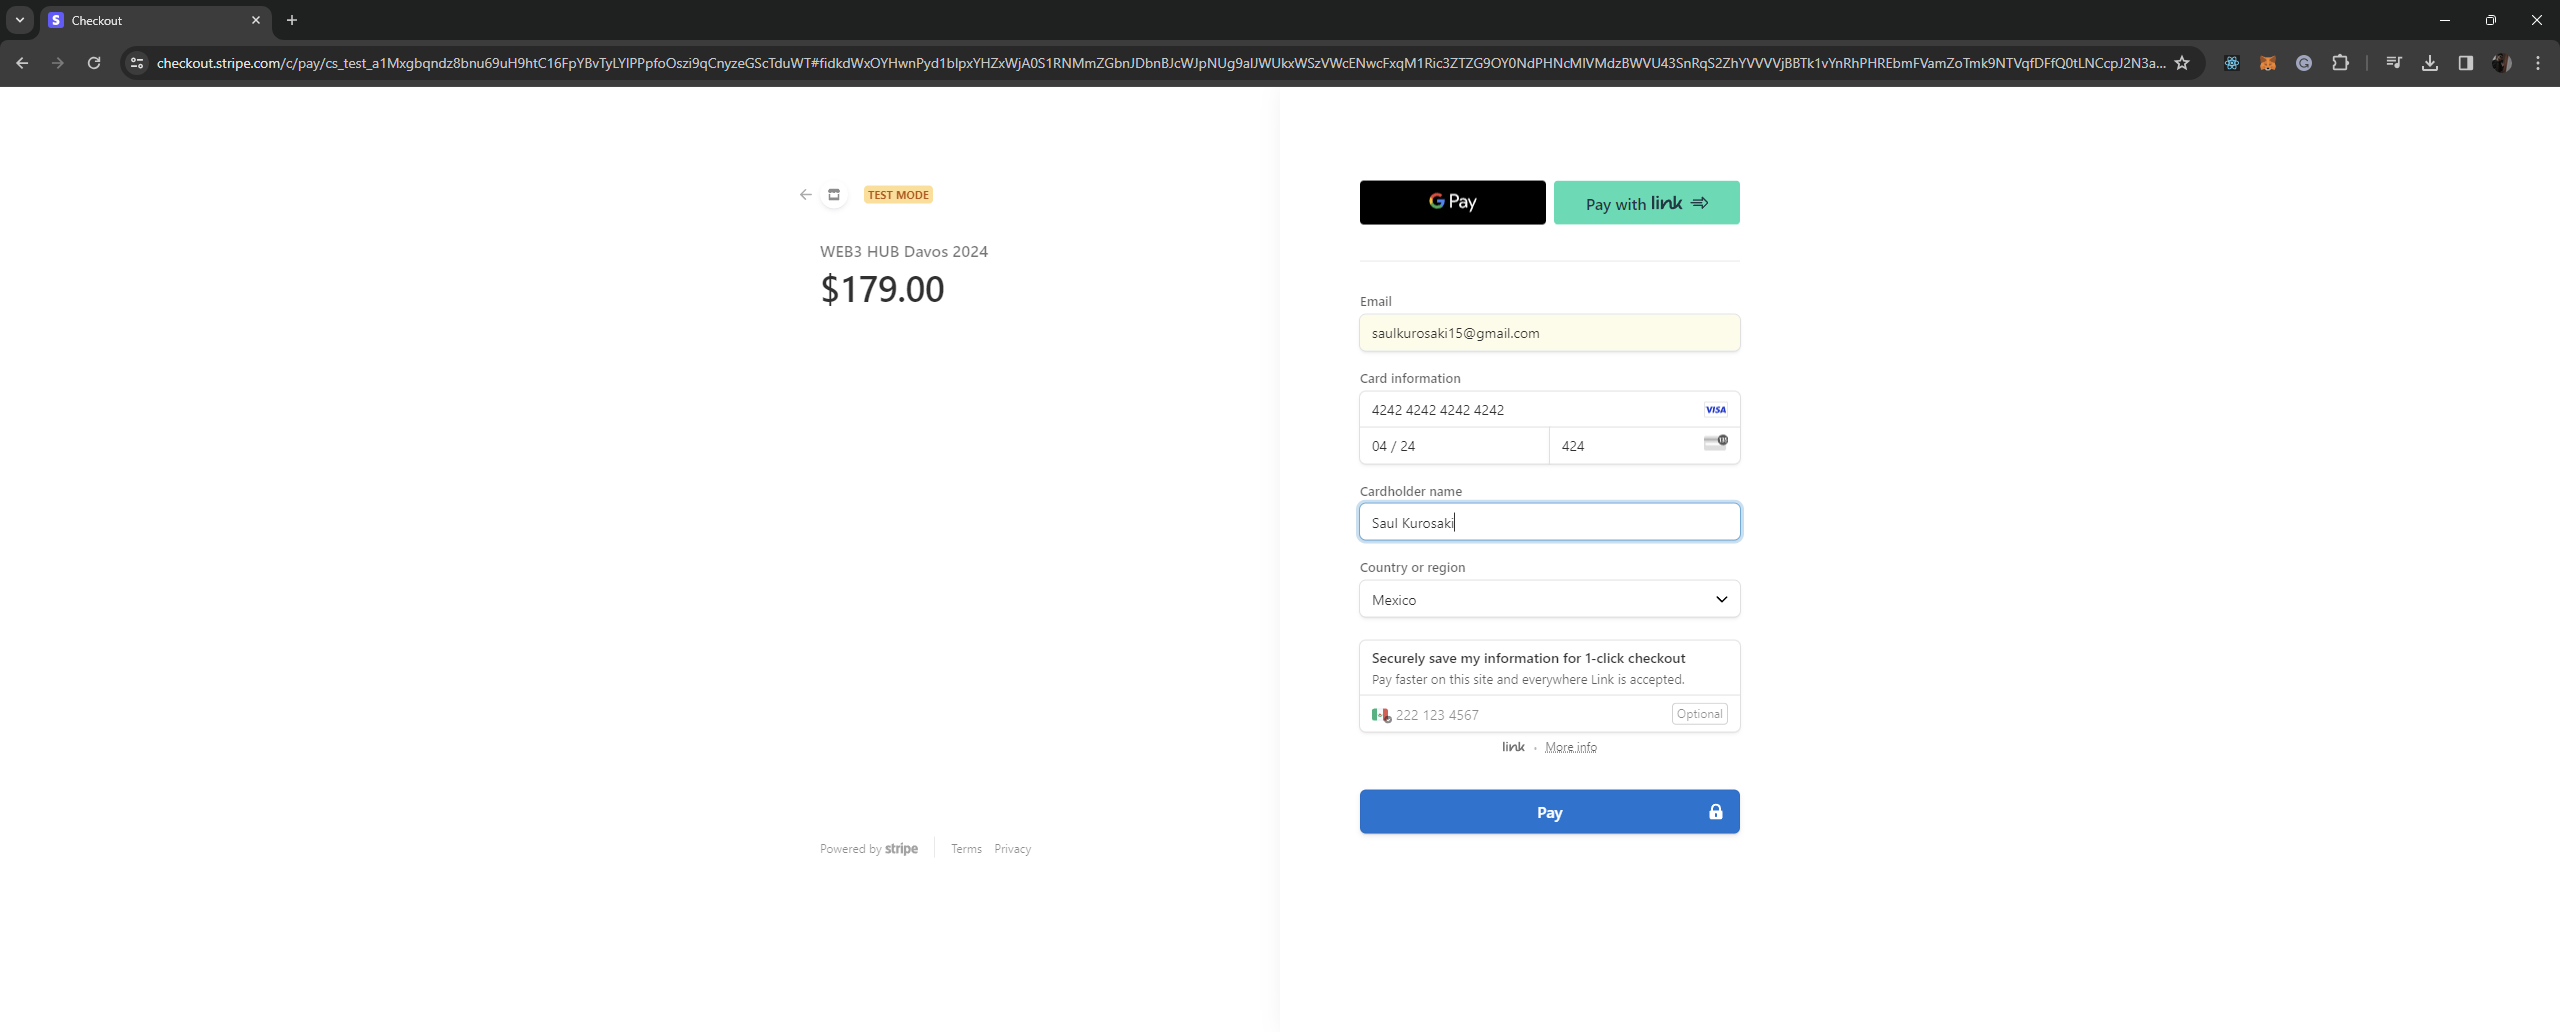 Checkout
checkout.stripe.com/c/pay/cs_test_a1Mxgbqndz8bnu69uH9htC16FpYBvTyLYIPPpfoOszi9qCnyzeGScTduWT#fidkdWxOYHwnPyd1blpxYHZxWjA0S1RNMmZGbnJDbnBJcWJpNUg9alJWUkxWSzVWcENwcFxqM1Ric3ZTZG9OY0NdPHNcMlVMdzBWVU43SnRqS2ZhYVVVVjBBTk1vYnRhPHREbmFVamZoTmk9NTVqfDFfQ0tLNCcpJ2N3a...
TEST MODE
WEB3 HUB Davos 2024
$179.00
Powered by stripe
Terms
Privacy
G Pay
Pay with link
Email
saulkurosaki15@gmail.com
Card information
4242 4242 4242 4242
VISA
04 / 24
424
Cardholder name
Saul Kurosaki
Country or region
Mexico
Securely save my information for 1-click checkout
Pay faster on this site and everywhere Link is accepted.
222 123 4567
Optional
link · More info
Pay